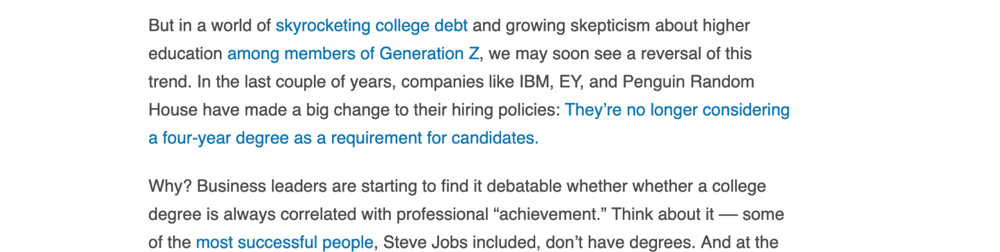 But in a world of skyrocketing college debt and growing skepticism about higher
education among members of Generation Z, we may soon see a reversal of this
trend. In the last couple of years, companies like IBM, EY, and Penguin Random
House have made a big change to their hiring policies: They’re no longer considering
a four-year degree as a requirement for candidates.
Why? Business leaders are starting to find it debatable whether whether a college
degree is always correlated with professional “achievement.” Think about it — some
of the most successful people, Steve Jobs included, don’t have degrees. And at the